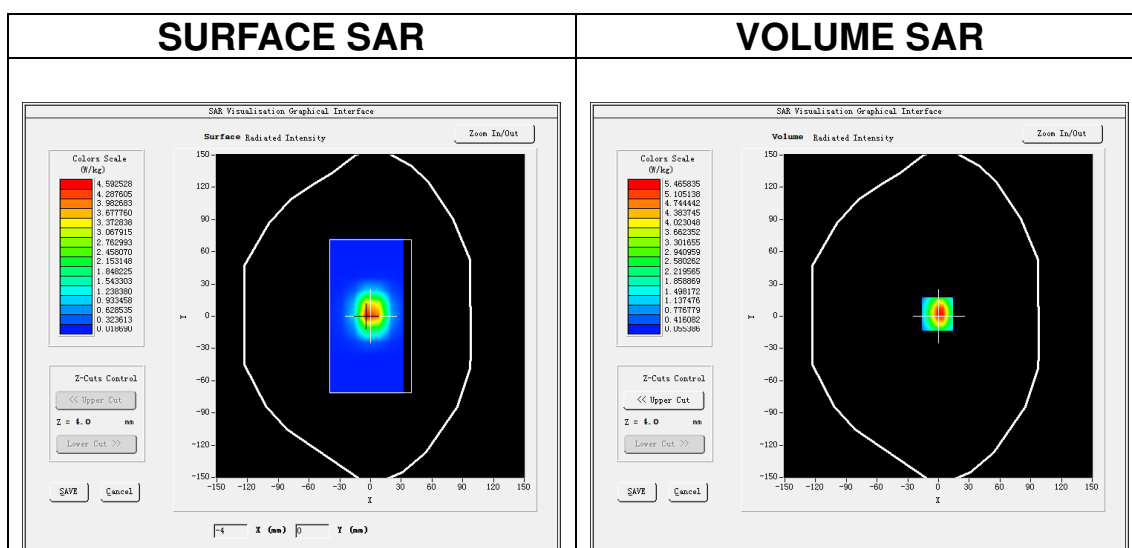 SURFACE SAR
VOLUME SAR
SAR Visualisation Graphical Interface
Surface Radiated Intensity
Zoom In/Out
Colors Scale
(W/kg)
4.592528
4.287605
3.982683
3.677760
3.372838
3.067915
2.762993
2.458070
2.153148
1.848225
1.543303
1.238380
0.933458
0.628535
0.323613
0.018690
Z-Cuts Control
<< Upper Cut
Z = 4.0 mm
Lower Cut >>
SAVE
Cancel
150
120
90
60
30
0
-30
-60
-90
-120
-150
Y
-150 -120 -90 -60 -30 0 30 60 90 120 150
X
-4 X (mm) 0 Y (mm)
SAR Visualisation Graphical Interface
Volume Radiated Intensity
Zoom In/Out
Colors Scale
(W/kg)
5.465835
5.105138
4.744442
4.383745
4.023048
3.662352
3.301655
2.940959
2.580262
2.219565
1.858869
1.498172
1.137476
0.776779
0.416082
0.055386
Z-Cuts Control
<< Upper Cut
Z = 4.0 mm
Lower Cut >>
SAVE
Cancel
150
120
90
60
30
0
-30
-60
-90
-120
-150
Y
-150 -120 -90 -60 -30 0 30 60 90 120 150
X